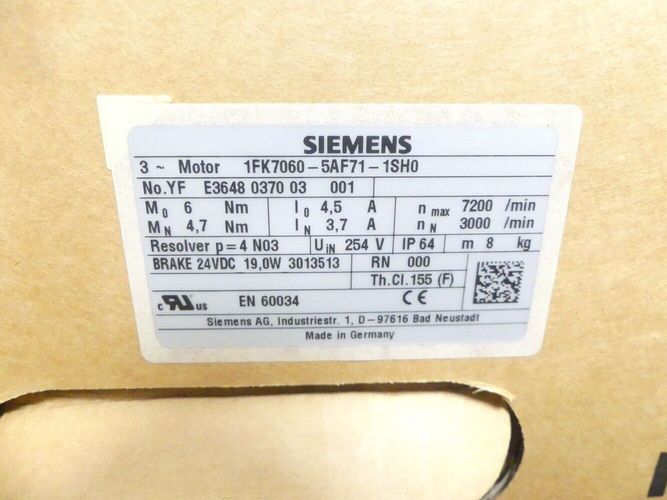 SIEMENS
3 ~ Motor 1FK7060-5AF71-1SH0
No.YF E3648 0370 03 001
M0 6 Nm I0 4,5 A n max 7200 /min
MN 4,7 Nm IN 3,7 A nN 3000 /min
Resolver p=4 N03 UiN 254 V IP 64 m 8 kg
BRAKE 24VDC 19,0W 3013513 RN 000
Th.Cl.155 (F)
c RU us EN 60034 CE
Siemens AG, Industriestr. 1, D-97616 Bad Neustadt
Made in Germany